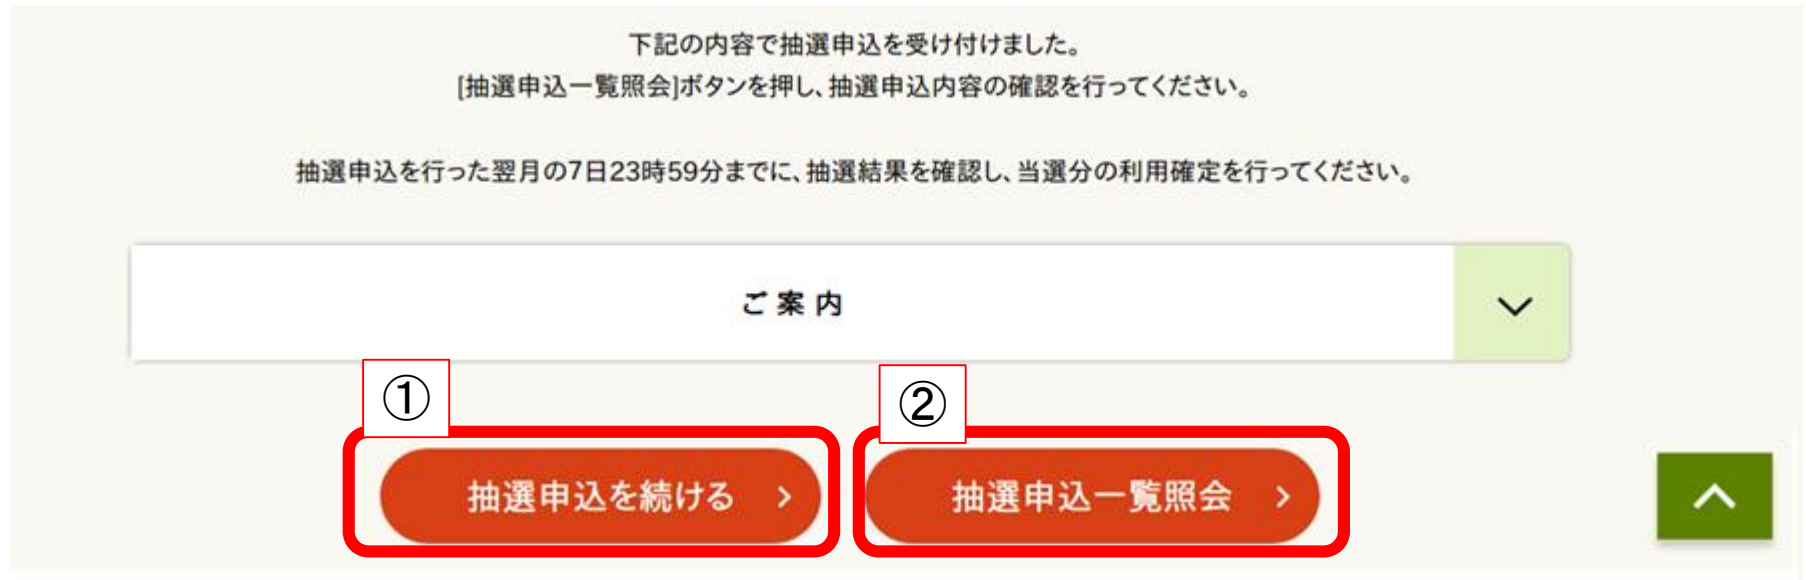 下記の内容で抽選申込を受け付けました。
[抽選申込一覧照会]ボタンを押し、抽選申込内容の確認を行ってください。
抽選申込を行った翌月の7日23時59分までに、抽選結果を確認し、当選分の利用確定を行ってください。
ご案内
①
②
抽選申込を続ける
抽選申込一覧照会